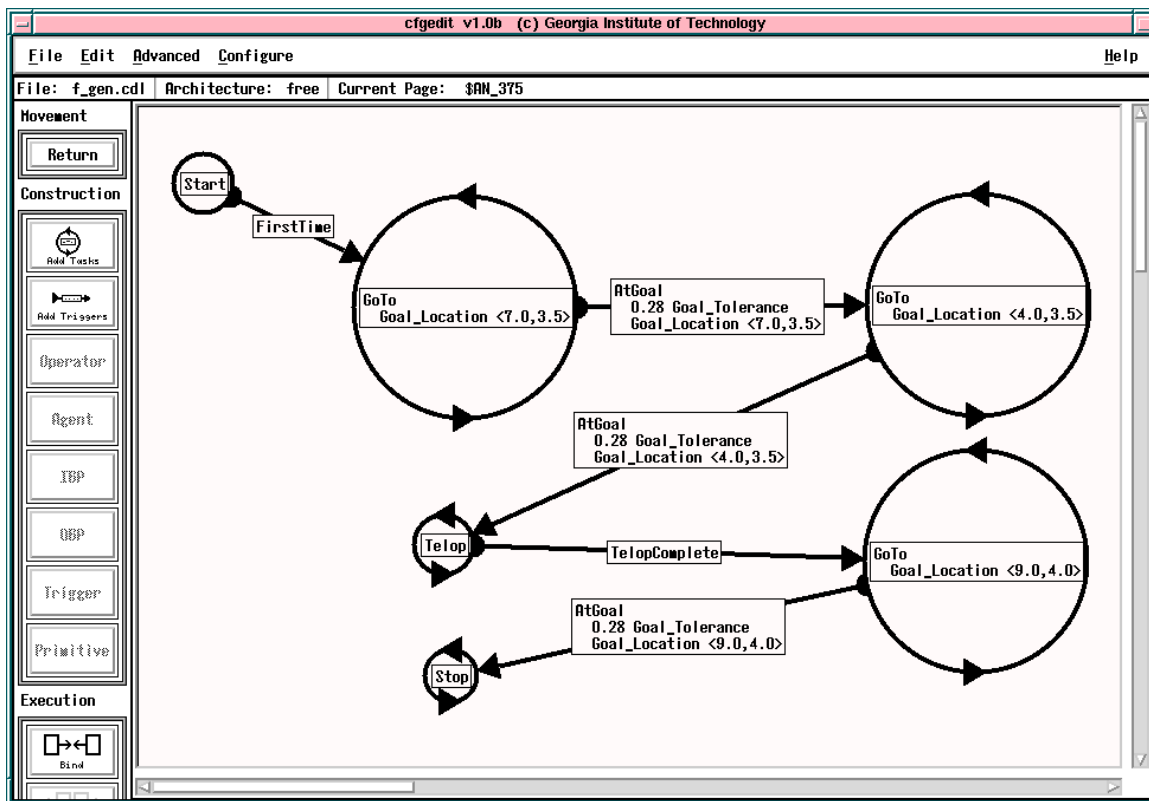 cfgedit v1.0b (c) Georgia Institute of Technology
File Edit Advanced Configure Help
File: f_gen.cdl Architecture: free Current Page: $AN_375
Movement
Return
Construction
Add Tasks
Add Triggers
Operator
Agent
IBP
OBP
Trigger
Primitive
Execution
Bind
Start
FirstTime
GoTo
Goal_Location <7.0,3.5>
AtGoal
0.28 Goal_Tolerance
Goal_Location <7.0,3.5>
GoTo
Goal_Location <4.0,3.5>
AtGoal
0.28 Goal_Tolerance
Goal_Location <4.0,3.5>
Telop
TelopComplete
GoTo
Goal_Location <9.0,4.0>
AtGoal
0.28 Goal_Tolerance
Goal_Location <9.0,4.0>
Stop